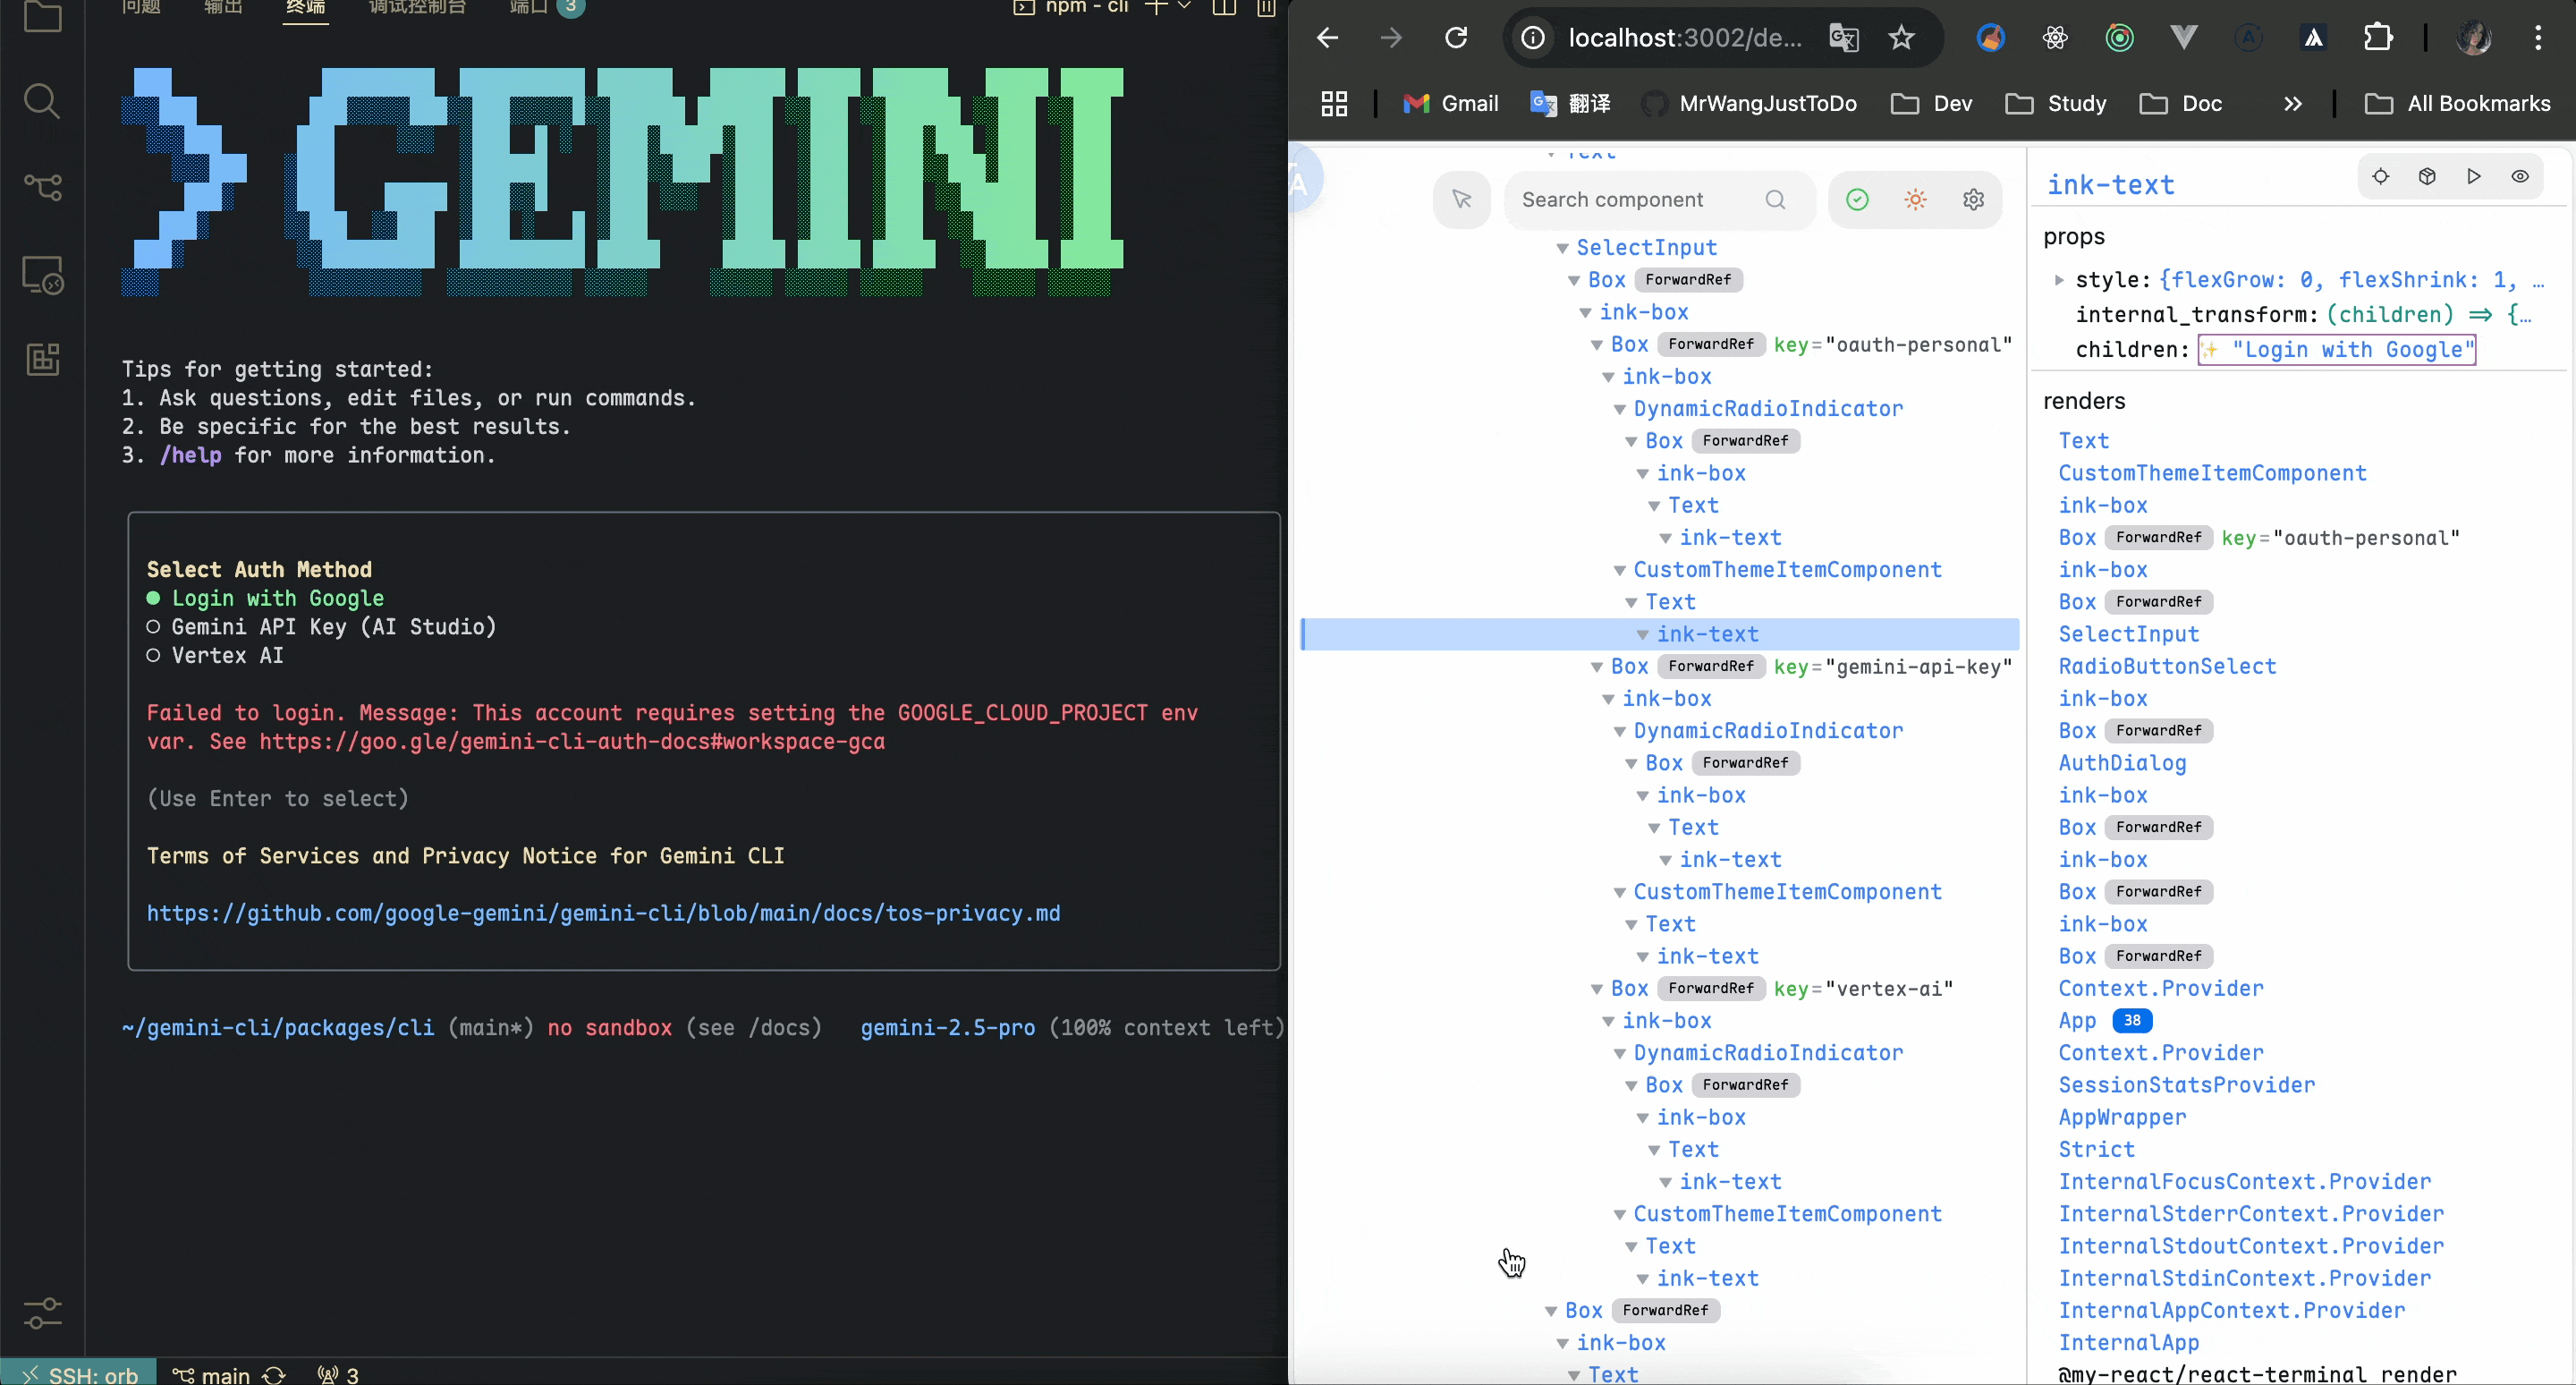 问题 输出 终端 调试控制台 端口 3
npm - cli
GEMINI
Tips for getting started:
1. Ask questions, edit files, or run commands.
2. Be specific for the best results.
3. /help for more information.
Select Auth Method
● Login with Google
○ Gemini API Key (AI Studio)
○ Vertex AI
Failed to login. Message: This account requires setting the GOOGLE_CLOUD_PROJECT env
var. See https://goo.gle/gemini-cli-auth-docs#workspace-gca
(Use Enter to select)
Terms of Services and Privacy Notice for Gemini CLI
https://github.com/google-gemini/gemini-cli/blob/main/docs/tos-privacy.md
~/gemini-cli/packages/cli (main*) no sandbox (see /docs) gemini-2.5-pro (100% context left)
SSH: orb main 3
localhost:3002/de...
Gmail 翻译 MrWangJustToDo Dev Study Doc » All Bookmarks
Text
Search component
SelectInput
Box ForwardRef
ink-box
Box ForwardRef key="oauth-personal"
ink-box
DynamicRadioIndicator
Box ForwardRef
ink-box
Text
ink-text
CustomThemeItemComponent
Text
ink-text
Box ForwardRef key="gemini-api-key"
ink-box
DynamicRadioIndicator
Box ForwardRef
ink-box
Text
ink-text
CustomThemeItemComponent
Text
ink-text
Box ForwardRef key="vertex-ai"
ink-box
DynamicRadioIndicator
Box ForwardRef
ink-box
Text
ink-text
CustomThemeItemComponent
Text
ink-text
Box ForwardRef
ink-box
Text
ink-text
props
style: {flexGrow: 0, flexShrink: 1, …
internal_transform: (children) ⇒ {…
children: ✨ "Login with Google"
renders
Text
CustomThemeItemComponent
ink-box
Box ForwardRef key="oauth-personal"
ink-box
Box ForwardRef
SelectInput
RadioButtonSelect
ink-box
Box ForwardRef
AuthDialog
ink-box
Box ForwardRef
ink-box
Box ForwardRef
ink-box
Box ForwardRef
Context.Provider
App 38
Context.Provider
SessionStatsProvider
AppWrapper
Strict
InternalFocusContext.Provider
InternalStderrContext.Provider
InternalStdoutContext.Provider
InternalStdinContext.Provider
InternalAppContext.Provider
InternalApp
@my-react/react-terminal render